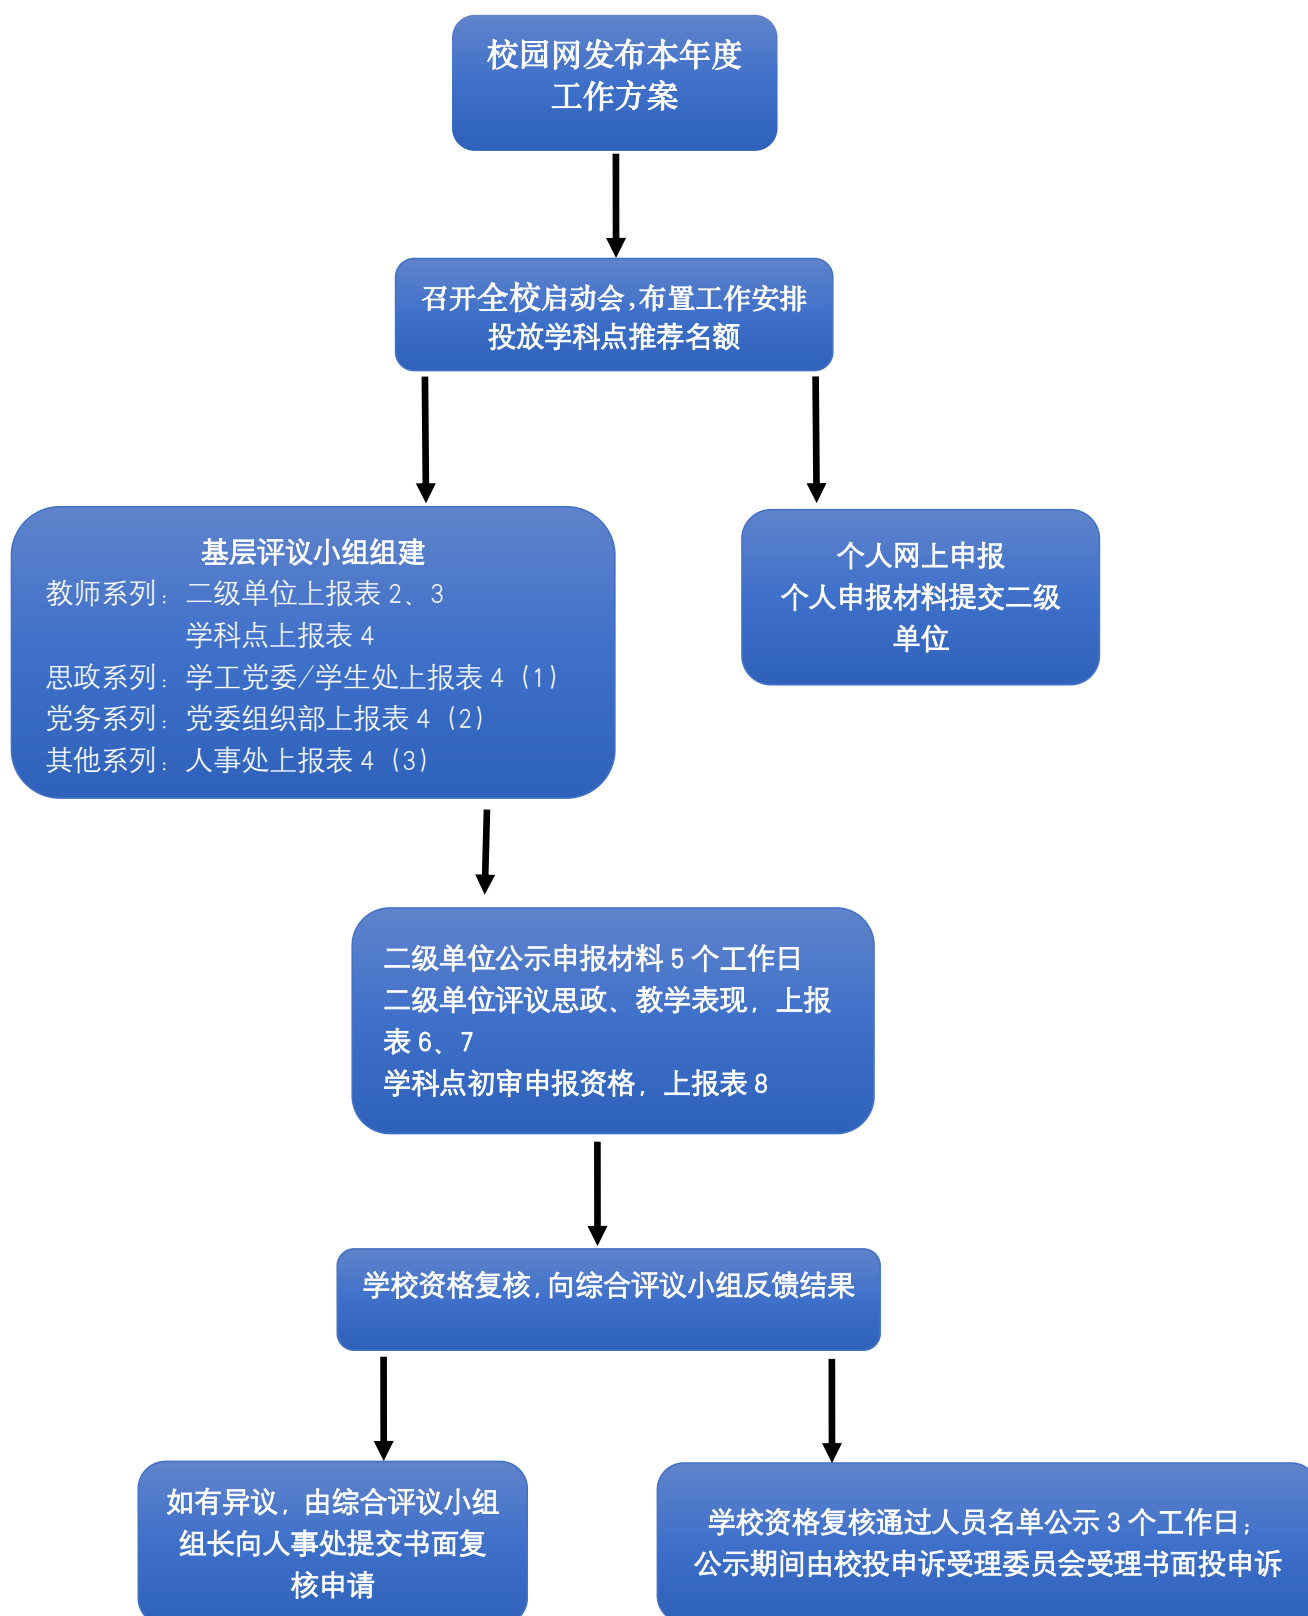 校园网发布本年度
工作方案
召开全校启动会,布置工作安排
投放学科点推荐名额
基层评议小组组建
教师系列：二级单位上报表 2、3
学科点上报表 4
思政系列：学工党委/学生处上报表 4（1）
党务系列：党委组织部上报表 4（2）
其他系列：人事处上报表 4（3）
个人网上申报
个人申报材料提交二级
单位
二级单位公示申报材料 5 个工作日
二级单位评议思政、教学表现，上报
表 6、7
学科点初审申报资格，上报表 8
学校资格复核,向综合评议小组反馈结果
如有异议，由综合评议小组
组长向人事处提交书面复
核申请
学校资格复核通过人员名单公示 3 个工作日；
公示期间由校投申诉受理委员会受理书面投申诉